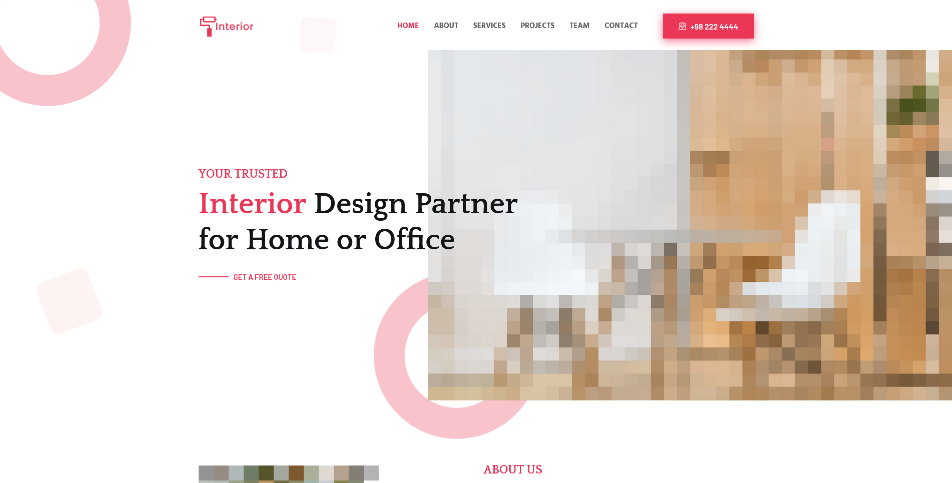 Interior
HOME ABOUT SERVICES PROJECTS TEAM CONTACT
+98 222 4444
YOUR TRUSTED
Interior Design Partner
for Home or Office
GET A FREE QUOTE
ABOUT US